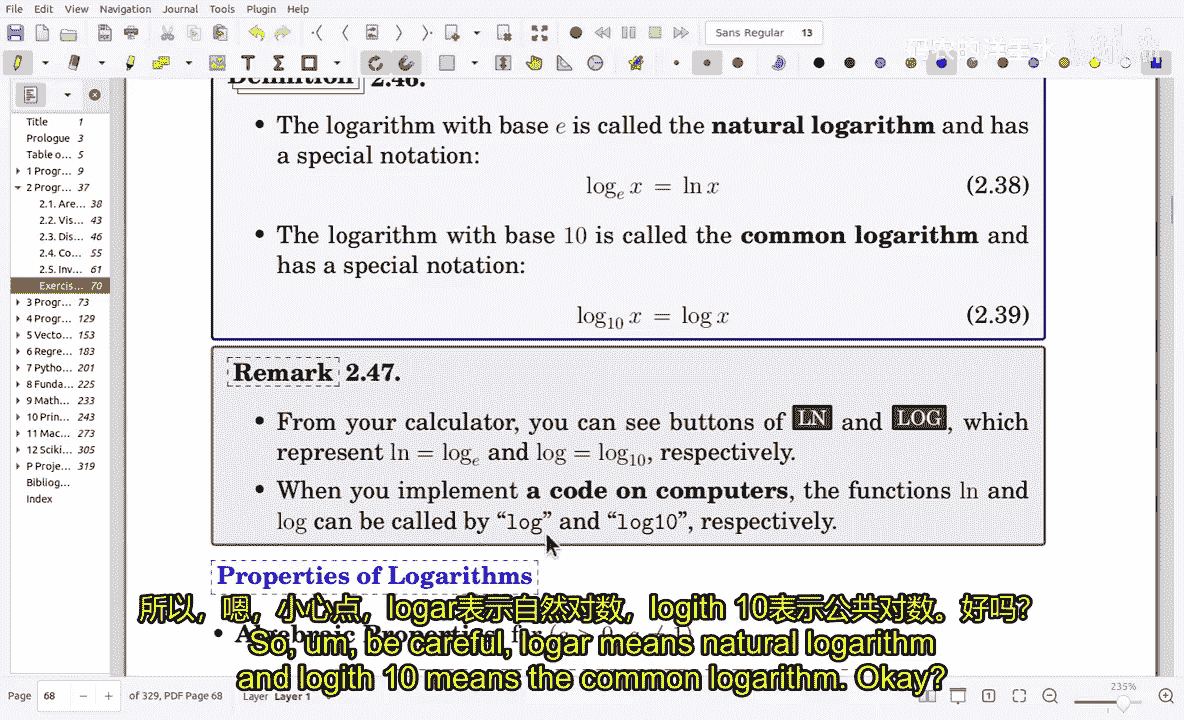 File Edit View Navigation Journal Tools Plugin Help
Sans Regular 13
Title 1
Prologue 3
Table o... 5
1 Progr... 9
2 Progr... 37
2.1. Are... 38
2.2. Vis... 43
2.3. Dis... 46
2.4. Co... 55
2.5. Inv... 61
Exercis... 70
3 Progr... 73
4 Progr... 129
5 Vecto... 153
6 Regre... 183
7 Pytho... 201
8 Funda... 225
9 Math... 233
10 Prin... 243
11 Mac... 273
12 Sciki... 305
P Proje... 319
Bibliog...
Index
Definition 2.46.
• The logarithm with base e is called the natural logarithm and has
a special notation:
logₑ x = ln x (2.38)
• The logarithm with base 10 is called the common logarithm and
has a special notation:
log₁₀ x = log x (2.39)
Remark 2.47.
• From your calculator, you can see buttons of LN and LOG, which
represent ln = logₑ and log = log₁₀, respectively.
• When you implement a code on computers, the functions ln and
log can be called by “log” and “log10”, respectively.
Properties of Logarithms
• Algebraic Properties: for (a > 0, a ≠ 1)
所以，嗯，小心点，logar表示自然对数，logith 10表示公共对数。好吗？
So, um, be careful, logar means natural logarithm
and logith 10 means the common logarithm. Okay?
Page 68 of 329, PDF Page 68 Layer Layer 1 235%